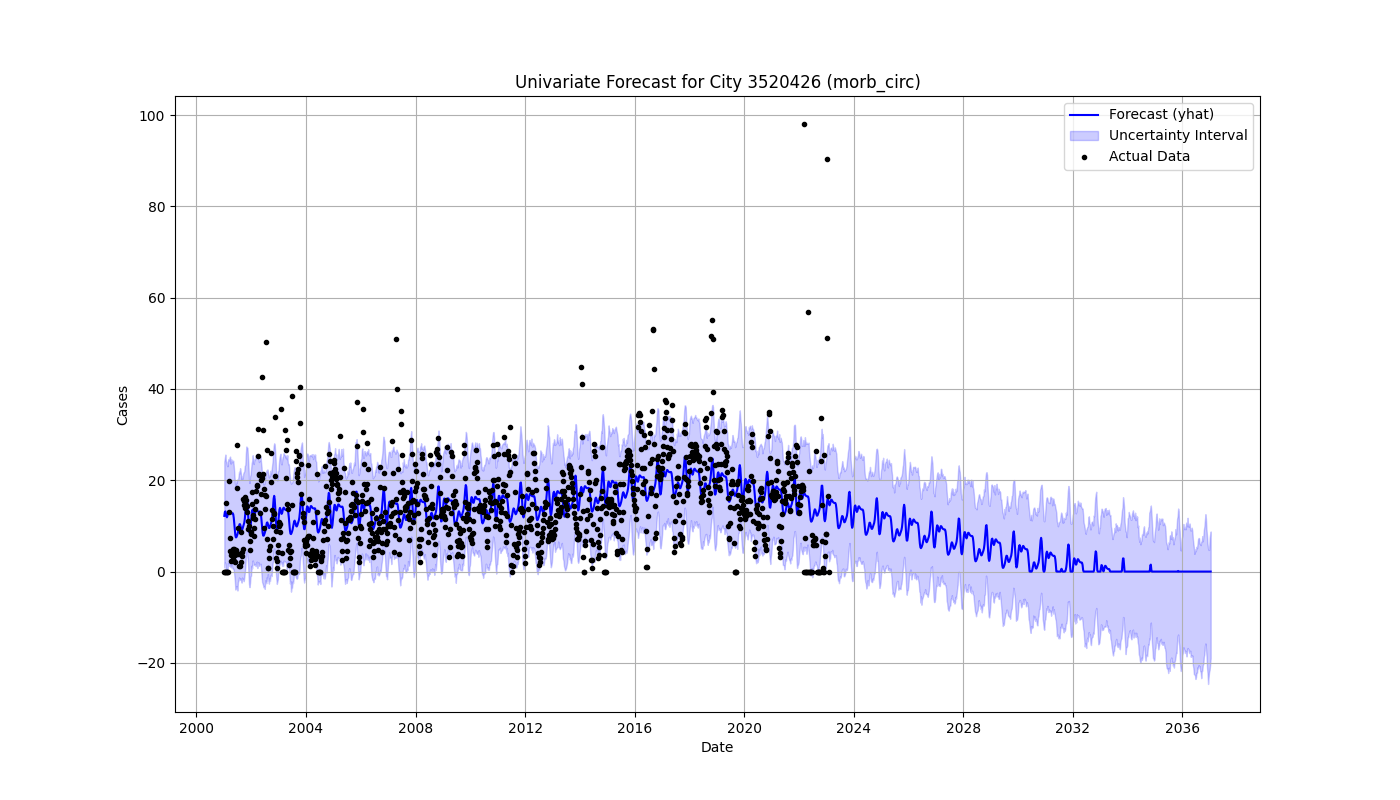 Univariate Forecast for City 3520426 (morb_circ)
Forecast (yhat)
Uncertainty Interval
Actual Data
100
80
60
40
20
0
−20
Cases
2000 2004 2008 2012 2016 2020 2024 2028 2032 2036
Date